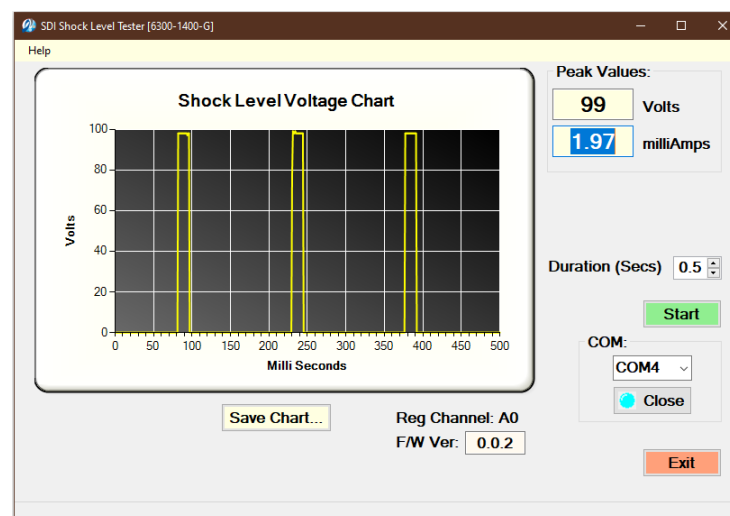 SDI Shock Level Tester [6300-1400-G]
Help
Shock Level Voltage Chart
100
80
60
40
20
0
Volts
0 50 100 150 200 250 300 350 400 450 500
Milli Seconds
Peak Values:
99 Volts
1.97 milliAmps
Duration (Secs) 0.5
Start
COM:
COM4
Close
Save Chart...
Reg Channel: A0
F/W Ver: 0.0.2
Exit